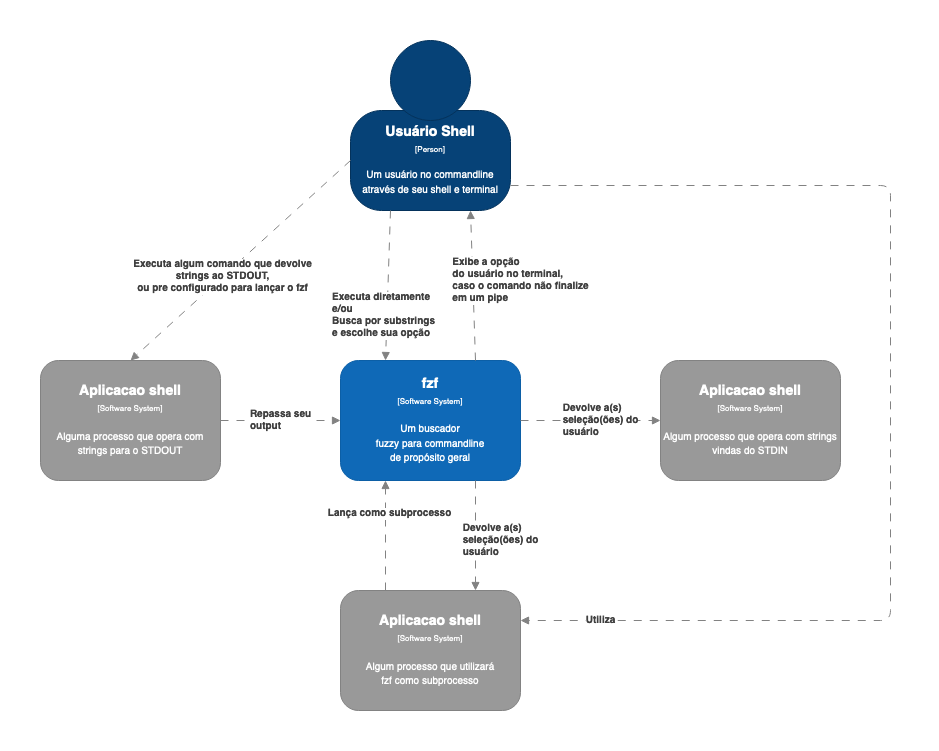 Usuário Shell
[Person]
Um usuário no commandline
através de seu shell e terminal
Executa algum comando que devolve
strings ao STDOUT,
ou pre configurado para lançar o fzf
Executa diretamente
e/ou
Busca por substrings
e escolhe sua opção
Exibe a opção
do usuário no terminal,
caso o comando não finalize
em um pipe
Aplicacao shell
[Software System]
Alguma processo que opera com
strings para o STDOUT
Repassa seu
output
fzf
[Software System]
Um buscador
fuzzy para commandline
de propósito geral
Devolve a(s)
seleção(ões) do
usuário
Aplicacao shell
[Software System]
Algum processo que opera com strings
vindas do STDIN
Lança como subprocesso
Devolve a(s)
seleção(ões) do
usuário
Aplicacao shell
[Software System]
Algum processo que utilizará
fzf como subprocesso
Utiliza